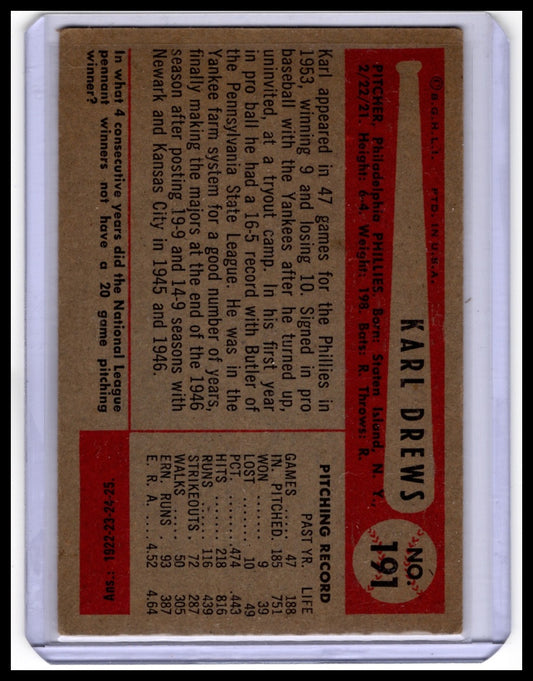 © B.G.H.L.I. PTD. IN U.S.A.
KARL DREWS
NO.
191
PITCHER, Philadelphia PHILLIES Born: Staten Island, N. Y.,
2/22/21. Height: 6-4. Weight: 198. Bats: R. Throws: R.
Karl appeared in 47 games for the Phillies in
1953, winning 9 and losing 10. Signed in pro
baseball with the Yankees after he turned up,
uninvited, at a tryout camp. In his first year
in pro ball he had a 16-5 record with Butler of
the Pennsylvania State League. He was in the
Yankee farm system for a good number of years,
finally making the majors at the end of the 1946
season after posting 19-9 and 14-9 seasons with
Newark and Kansas City in 1945 and 1946.
PITCHING RECORD
PAST YR. LIFE
GAMES ....... 47 188
IN. PITCHED. 185 751
WON ......... 9 39
LOST ........ 10 49
PCT. ...... .474 .443
HITS ....... 218 816
RUNS ....... 116 439
STRIKEOUTS . 72 287
WALKS ...... 50 305
ERN. RUNS . 93 387
E. R. A. .... 4.52 4.64
In what 4 consecutive years did the National League
pennant winners not have a 20 game pitching
winner?
Ans.: 1922-23-24-25.